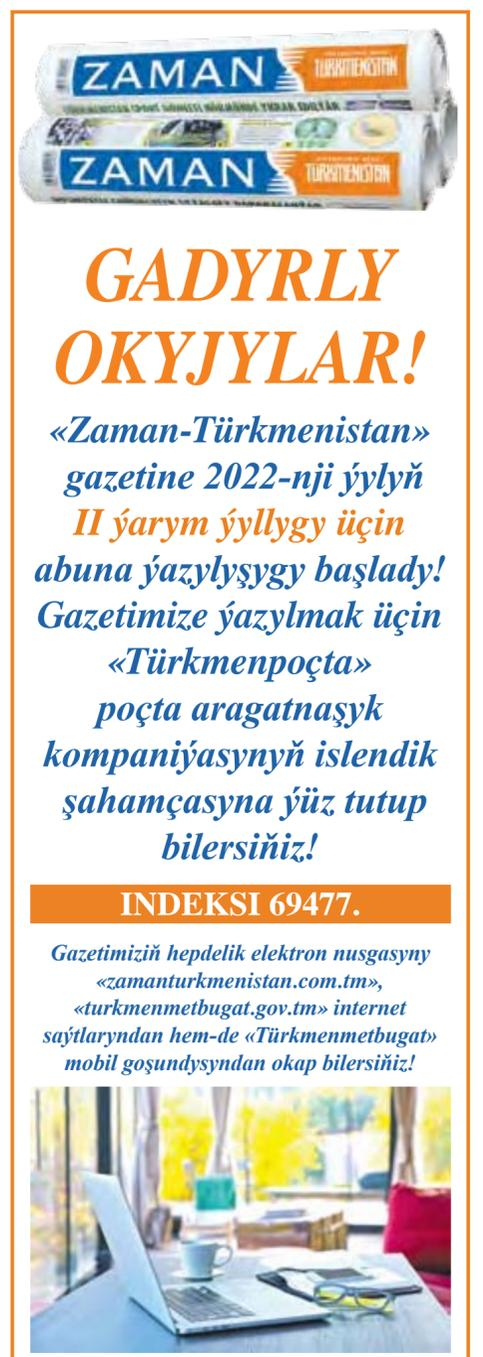 ZAMAN
TÜRKMENISTAN
ZAMAN
TÜRKMENISTAN
GADYRLY
OKYJYLAR!
«Zaman-Türkmenistan»
gazetine 2022-nji ýylyň
II ýarym ýyllygy üçin
abuna ýazylyşygy başlady!
Gazetimize ýazylmak üçin
«Türkmenpoçta»
poçta aragatnaşyk
kompaniýasynyň islendik
şahamçasyna ýüz tutup
bilersiňiz!
INDEKSI 69477.
Gazetimiziň hepdelik elektron nusgasyny
«zamanturkmenistan.com.tm»,
«turkmenmetbugat.gov.tm» internet
saýtlaryndan hem-de «Türkmenmetbugat»
mobil goşundysyndan okap bilersiňiz!